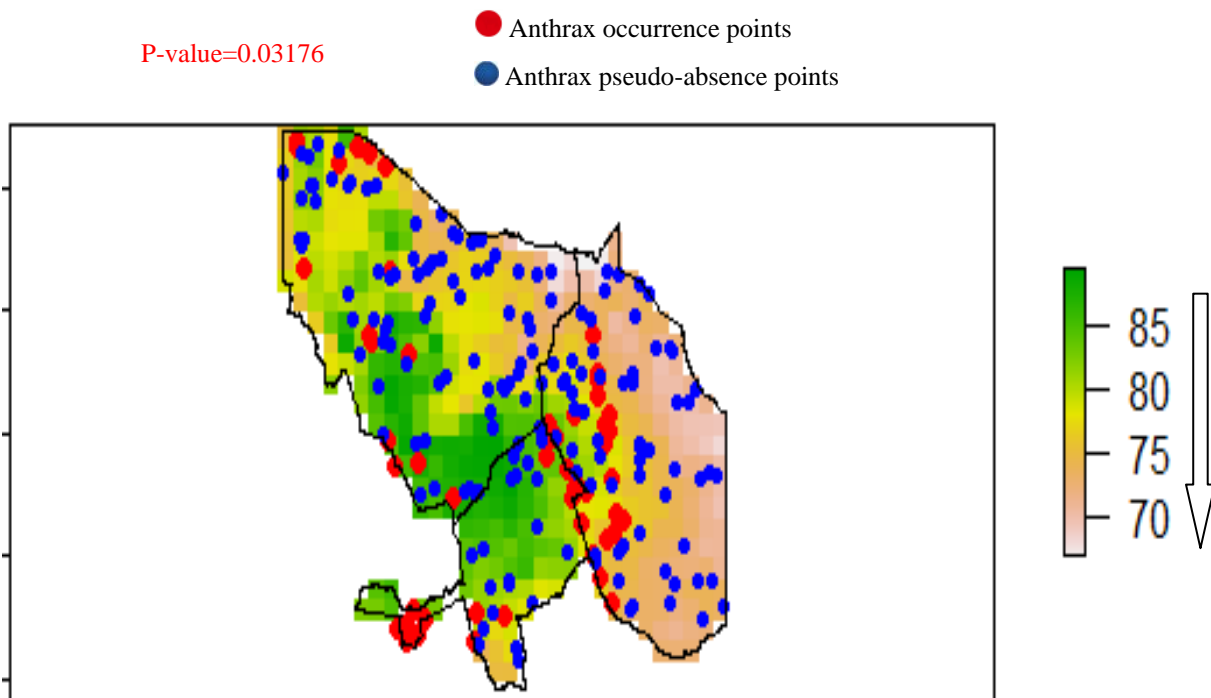 Anthrax occurrence points
P-value=0.03176
Anthrax pseudo-absence points
85
80
75
70